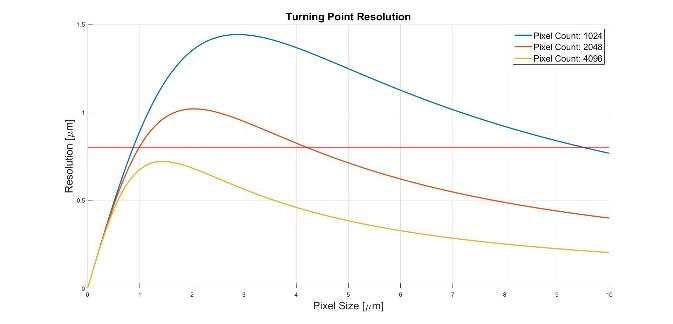 Turning Point Resolution
Pixel Count: 1024
Pixel Count: 2048
Pixel Count: 4096
Resolution [μm]
1.5
1
0.5
0
0 1 2 3 4 5 6 7 8 9 10
Pixel Size [μm]